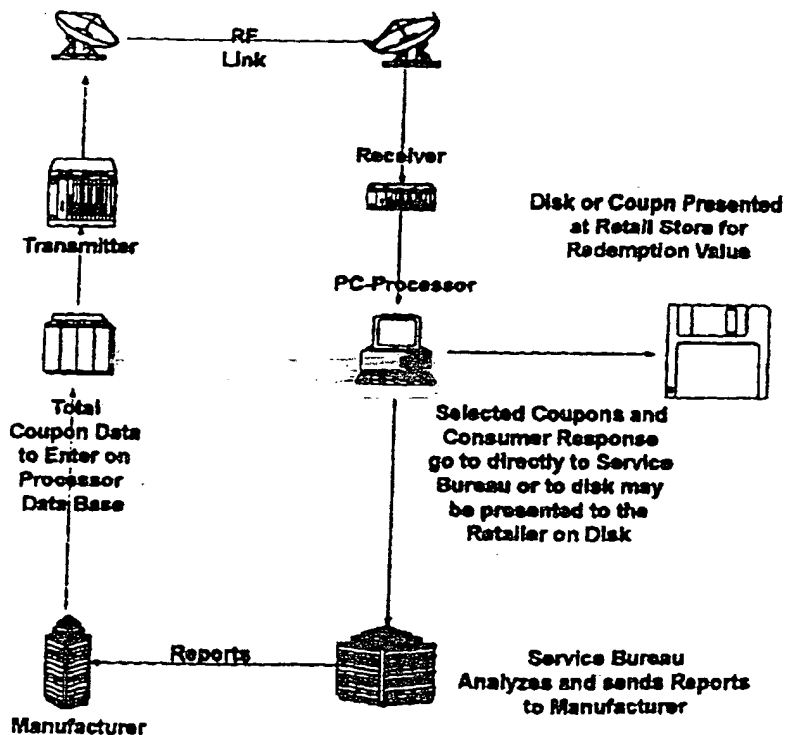 RF
Link
Receiver
Disk or Coupn Presented
at Retail Store for
Redemption Value
Transmitter
PC-Processor
Total
Coupon Data
to Enter on
Processor
Data Base
Selected Coupons and
Consumer Response
go to directly to Service
Bureau or to disk may
be presented to the
Retailer on Disk
Reports
Service Bureau
Analyzes and sends Reports
to Manufacturer
Manufacturer